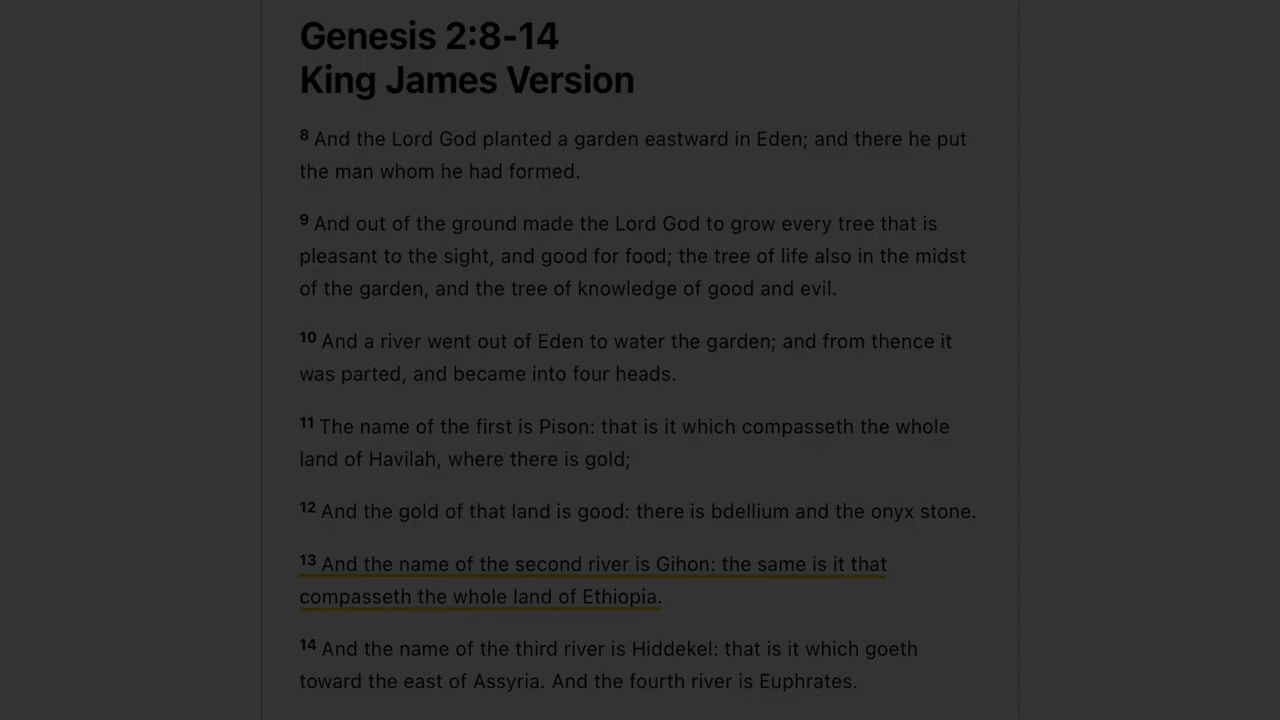 Genesis 2:8-14
King James Version
8 And the Lord God planted a garden eastward in Eden; and there he put
the man whom he had formed.
9 And out of the ground made the Lord God to grow every tree that is
pleasant to the sight, and good for food; the tree of life also in the midst
of the garden, and the tree of knowledge of good and evil.
10 And a river went out of Eden to water the garden; and from thence it
was parted, and became into four heads.
11 The name of the first is Pison: that is it which compasseth the whole
land of Havilah, where there is gold;
12 And the gold of that land is good: there is bdellium and the onyx stone.
13 And the name of the second river is Gihon: the same is it that
compasseth the whole land of Ethiopia.
14 And the name of the third river is Hiddekel: that is it which goeth
toward the east of Assyria. And the fourth river is Euphrates.